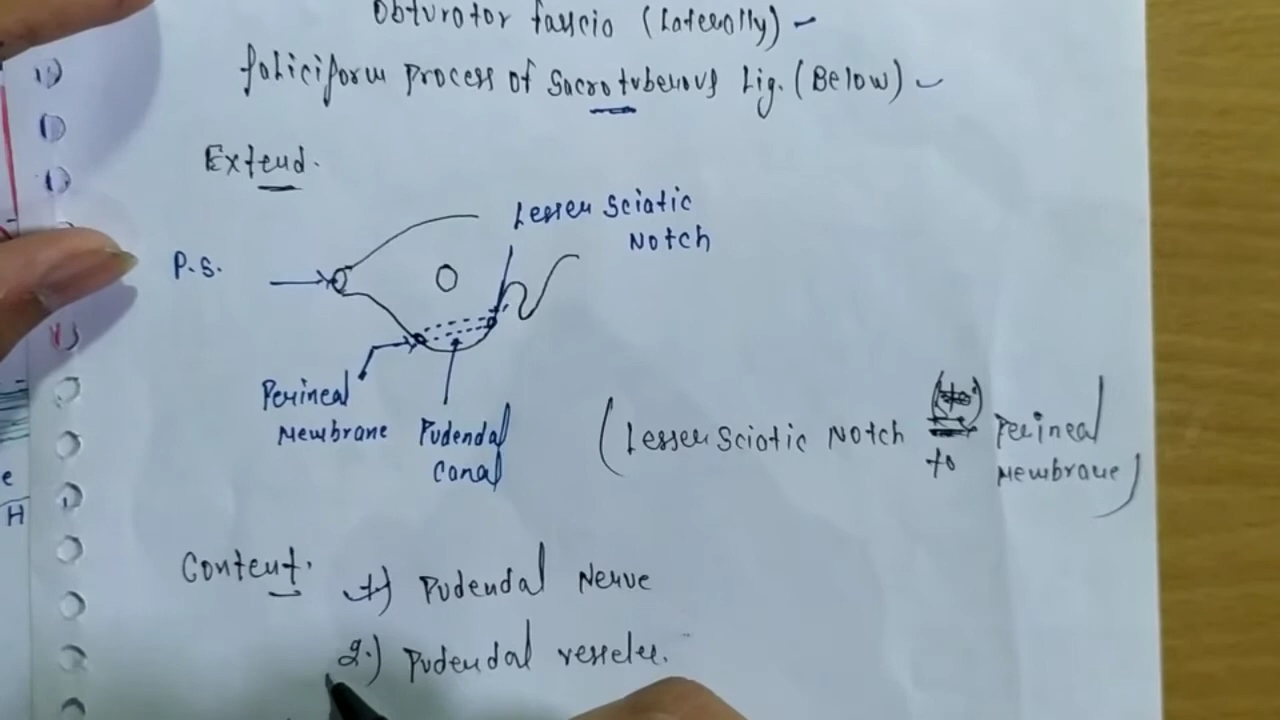 Obturator fascia (Laterally) -
faliciform process of Sacrotuberous Lig. (Below) -
Extend.
Lesser Sciatic
Notch
P.S.
Perineal
Membrane
Pudendal
Canal
(Lesser Sciatic Notch to Perineal
Membrane)
Content.
1) Pudendal Nerve
2.) Pudendal vessels.
e
H